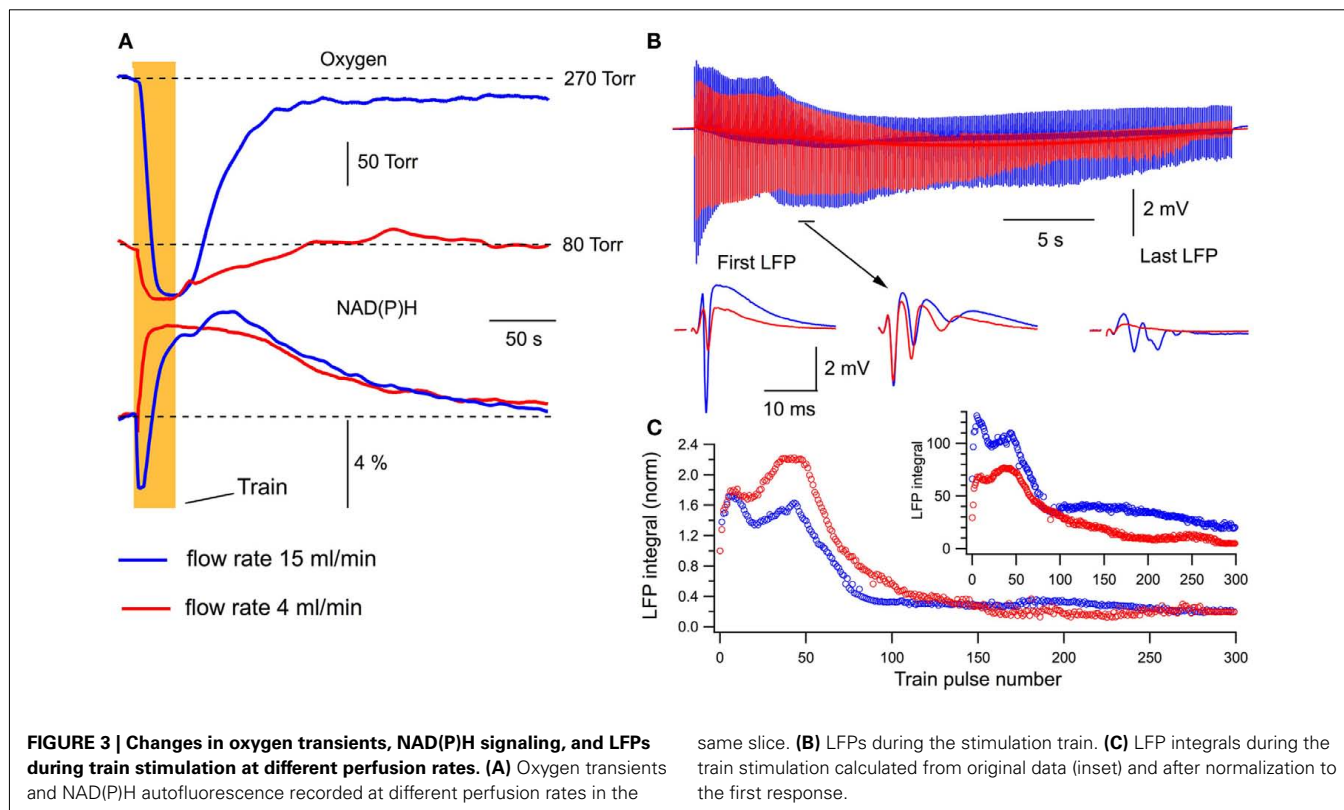 A
Oxygen
270 Torr
50 Torr
80 Torr
NAD(P)H
50 s
4 %
Train
flow rate 15 ml/min
flow rate 4 ml/min
B
2 mV
5 s
First LFP
Last LFP
2 mV
10 ms
C
2.4
2.0
1.6
1.2
0.8
0.4
0.0
LFP integral (norm)
0 50 100 150 200 250 300
Train pulse number
100
50
0
LFP integral
0 50 100 150 200 250 300
FIGURE 3 | Changes in oxygen transients, NAD(P)H signaling, and LFPs
during train stimulation at different perfusion rates. (A) Oxygen transients
and NAD(P)H autofluorescence recorded at different perfusion rates in the
same slice. (B) LFPs during the stimulation train. (C) LFP integrals during the
train stimulation calculated from original data (inset) and after normalization to
the first response.